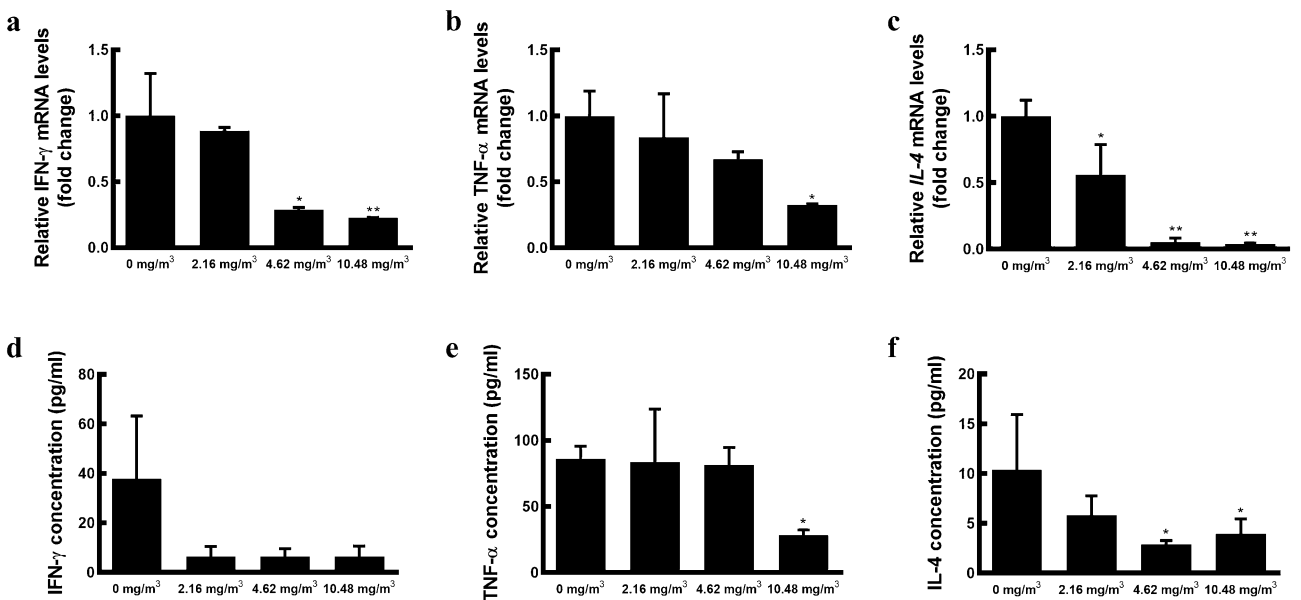 a
Relative IFN-γ mRNA levels
(fold change)
1.5
1.0
0.5
0.0
*
**
0 mg/m³ 2.16 mg/m³ 4.62 mg/m³ 10.48 mg/m³
b
Relative TNF-α mRNA levels
(fold change)
1.5
1.0
0.5
0.0
*
0 mg/m³ 2.16 mg/m³ 4.62 mg/m³ 10.48 mg/m³
c
Relative IL-4 mRNA levels
(fold change)
1.5
1.0
0.5
0.0
*
**
**
0 mg/m³ 2.16 mg/m³ 4.62 mg/m³ 10.48 mg/m³
d
IFN-γ concentration (pg/ml)
80
60
40
20
0
0 mg/m³ 2.16 mg/m³ 4.62 mg/m³ 10.48 mg/m³
e
TNF-α concentration (pg/ml)
150
100
50
0
*
0 mg/m³ 2.16 mg/m³ 4.62 mg/m³ 10.48 mg/m³
f
IL-4 concentration (pg/ml)
20
15
10
5
0
*
*
0 mg/m³ 2.16 mg/m³ 4.62 mg/m³ 10.48 mg/m³